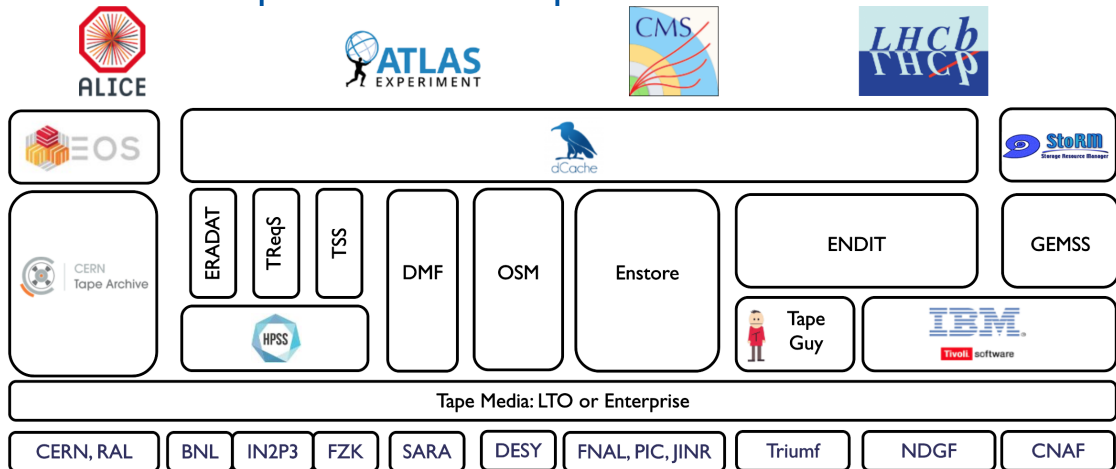 ALICE
ATLAS
EXPERIMENT
CMS
LHCb
LHCb
EOS
dCache
StoRM
Storage Resource Manager
CERN
Tape Archive
ERADAT
TReqS
TSS
DMF
OSM
Enstore
ENDIT
GEMSS
HPSS
Tape
Guy
IBM®
Tivoli software
Tape Media: LTO or Enterprise
CERN, RAL
BNL
IN2P3
FZK
SARA
DESY
FNAL, PIC, JINR
Triumf
NDGF
CNAF